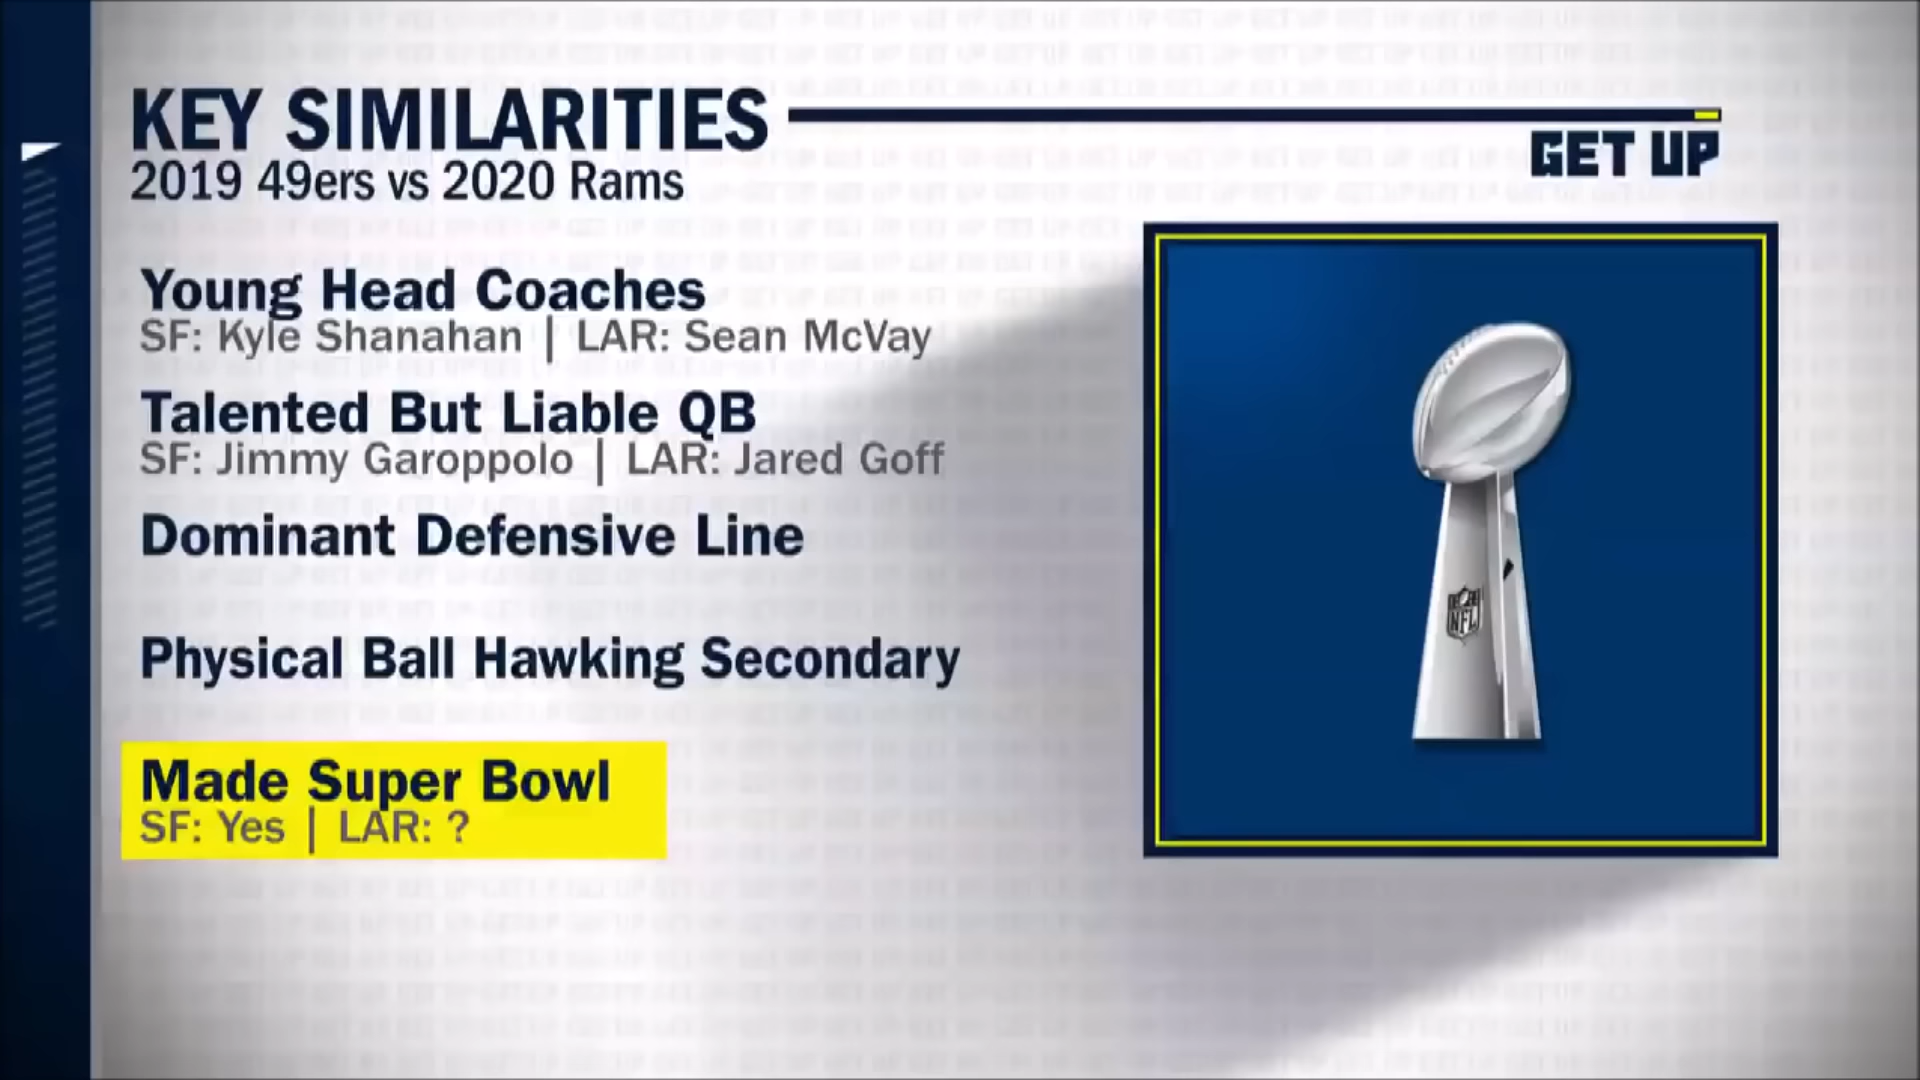 KEY SIMILARITIES
2019 49ers vs 2020 Rams
GET UP
Young Head Coaches
SF: Kyle Shanahan | LAR: Sean McVay
Talented But Liable QB
SF: Jimmy Garoppolo | LAR: Jared Goff
Dominant Defensive Line
Physical Ball Hawking Secondary
Made Super Bowl
SF: Yes | LAR: ?
NFL